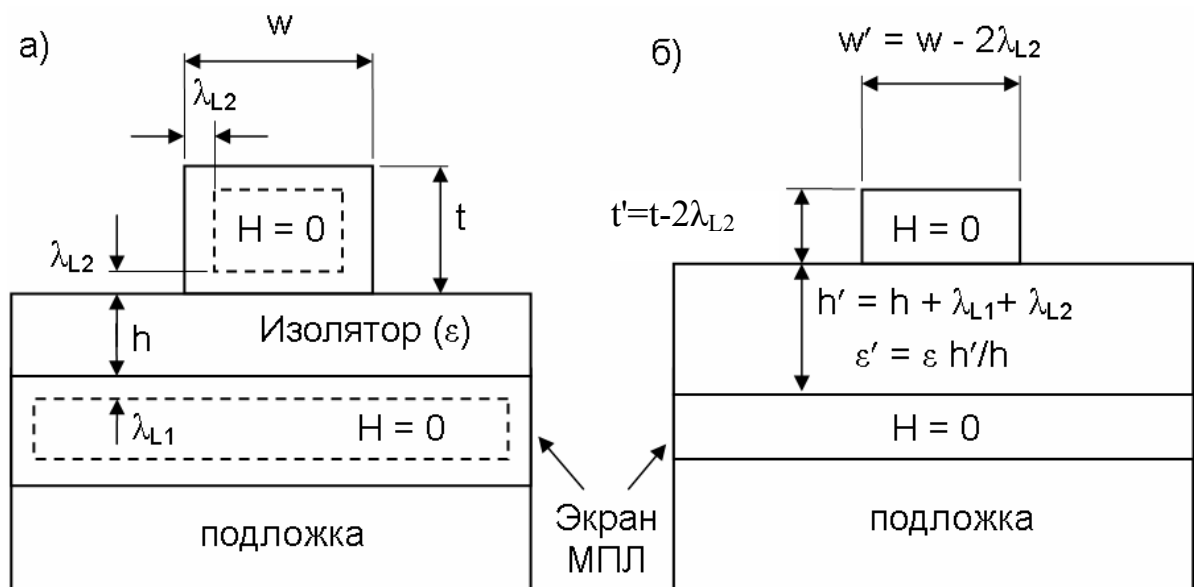 а)
w
λL2
H = 0
t
λL2
h
Изолятор (ε)
λL1
H = 0
подложка
Экран
МПЛ
б)
w′ = w - 2λL2
t'=t-2λL2
H = 0
h′ = h + λL1+ λL2
ε′ = ε h′/h
H = 0
подложка